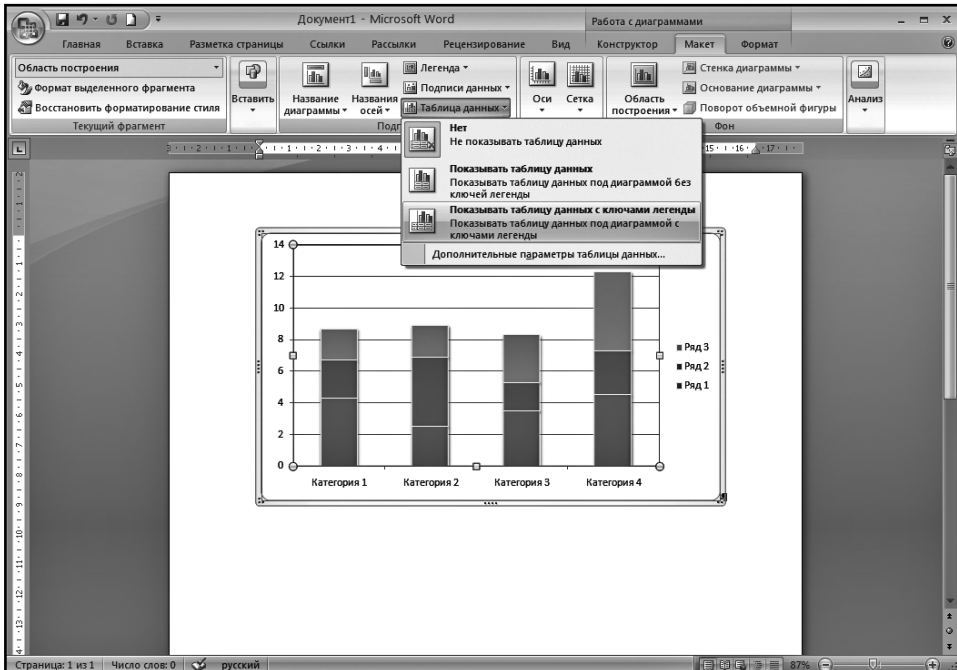 Документ1 - Microsoft Word
Работа с диаграммами
Главная Вставка Разметка страницы Ссылки Рассылки Рецензирование Вид Конструктор Макет Формат
Область построения
Формат выделенного фрагмента
Восстановить форматирование стиля
Текущий фрагмент
Вставить
Название диаграммы
Названия осей
Легенда
Подписи данных
Таблица данных
Оси
Сетка
Область построения
Стенка диаграммы
Основание диаграммы
Поворот объемной фигуры
Фон
Анализ
Нет
Не показывать таблицу данных
Показывать таблицу данных
Показывать таблицу данных под диаграммой без
ключей легенды
Показывать таблицу данных с ключами легенды
Показывать таблицу данных под диаграммой с
ключами легенды
Дополнительные параметры таблицы данных...
14
12
10
8
6
4
2
0
Категория 1 Категория 2 Категория 3 Категория 4
Ряд 3
Ряд 2
Ряд 1
Страница: 1 из 1 Число слов: 0 русский 87%